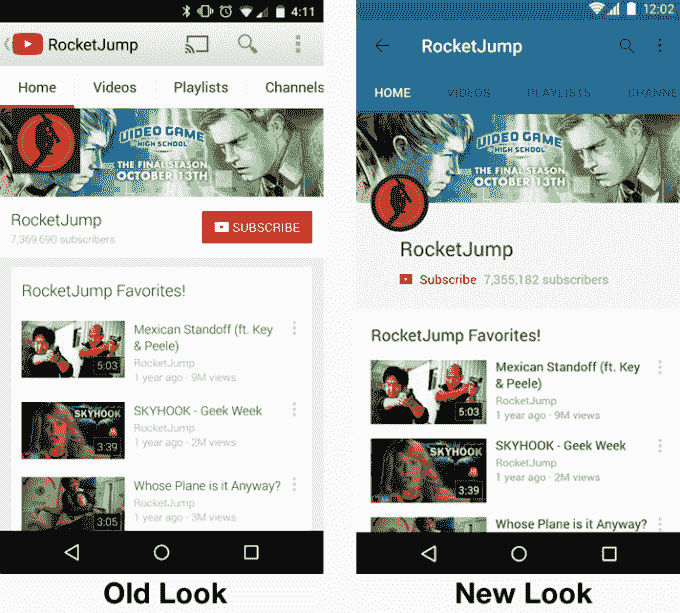 4:11
RocketJump
Home Videos Playlists Channels
VIDEO GAME
HIGH SCHOOL
THE FINAL SEASON
OCTOBER 13TH
RocketJump
7,369,690 subscribers
SUBSCRIBE
RocketJump Favorites!
Mexican Standoff (ft. Key
& Peele)
RocketJump
1 year ago · 9M views
5:03
SKYHOOK
SKYHOOK - Geek Week
RocketJump
1 year ago · 2M views
3:39
Whose Plane is it Anyway?
RocketJump
1 year ago · 3M views
3:05
Old Look
12:02
RocketJump
HOME VIDEOS PLAYLISTS CHANNE
VIDEO GAME
HIGH SCHOOL
THE FINAL SEASON
OCTOBER 13TH
RocketJump
Subscribe 7,355,182 subscribers
RocketJump Favorites!
Mexican Standoff (ft. Key
& Peele)
RocketJump
1 year ago · 9M views
5:03
SKYHOOK
SKYHOOK - Geek Week
RocketJump
1 year ago · 2M views
3:39
Whose Plane is it Anyway?
New Look